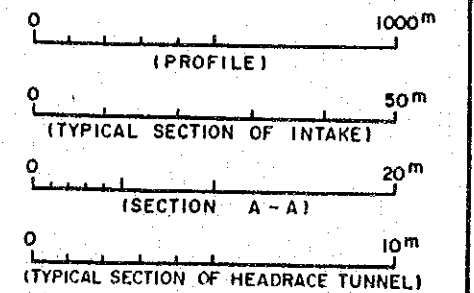 0 1000m
(PROFILE)
0 50m
(TYPICAL SECTION OF INTAKE)
0 20m
(SECTION A-A)
0 10m
(TYPICAL SECTION OF HEADRACE TUNNEL)